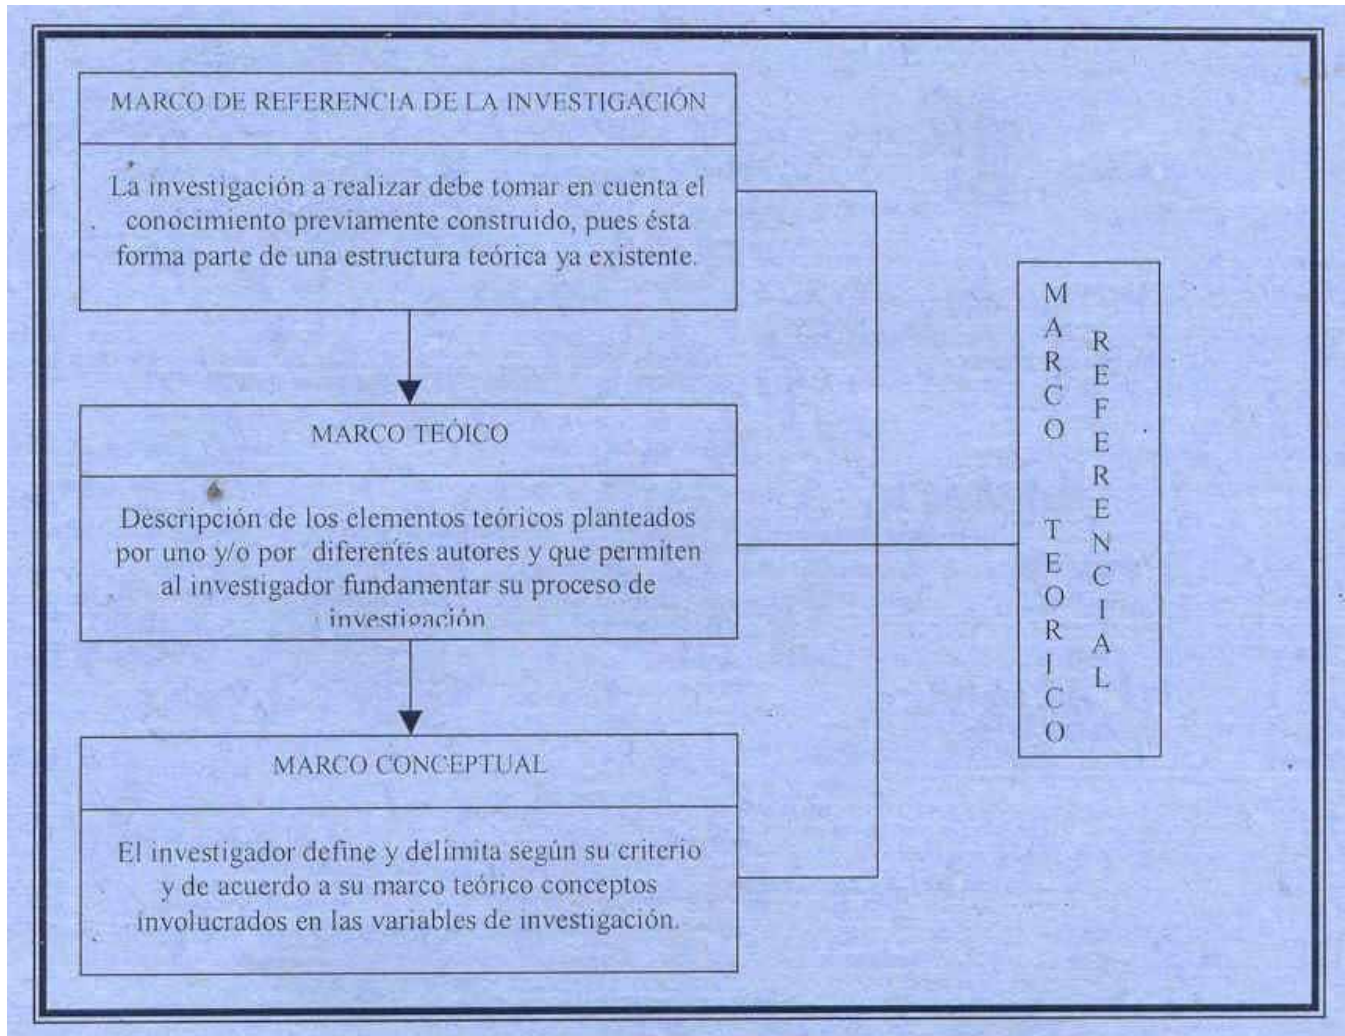 MARCO DE REFERENCIA DE LA INVESTIGACIÓN
La investigación a realizar debe tomar en cuenta el
conocimiento previamente construido, pues ésta
forma parte de una estructura teórica ya existente.
MARCO TEÓICO
Descripción de los elementos teóricos planteados
por uno y/o por diferentes autores y que permiten
al investigador fundamentar su proceso de
investigación
MARCO CONCEPTUAL
El investigador define y delimita según su criterio
y de acuerdo a su marco teórico conceptos
involucrados en las variables de investigación.
MARCO TEORICO
REFERENCIAL